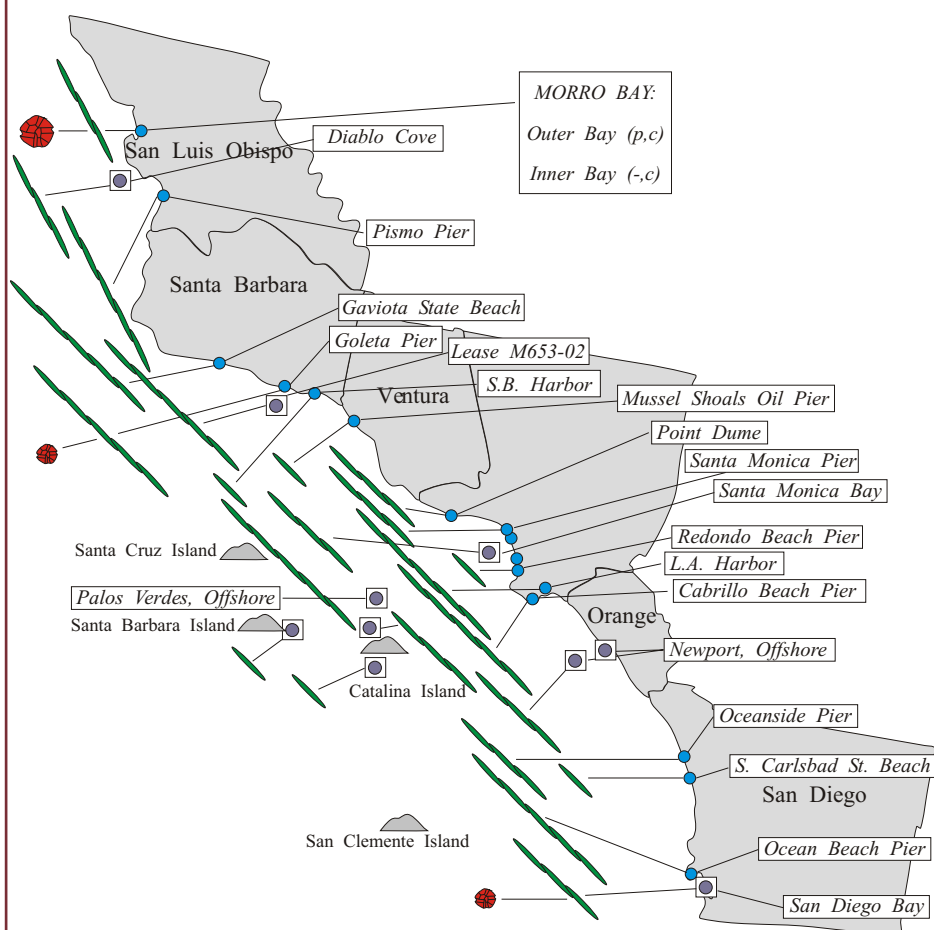 MORRO BAY:
Outer Bay (p,c)
Inner Bay (-,c)
Diablo Cove
San Luis Obispo
Pismo Pier
Santa Barbara
Gaviota State Beach
Goleta Pier
Lease M653-02
S.B. Harbor
Ventura
Mussel Shoals Oil Pier
Point Dume
Santa Monica Pier
Santa Monica Bay
Redondo Beach Pier
Santa Cruz Island
L.A. Harbor
Cabrillo Beach Pier
Palos Verdes, Offshore
Orange
Santa Barbara Island
Newport, Offshore
Catalina Island
Oceanside Pier
S. Carlsbad St. Beach
San Diego
San Clemente Island
Ocean Beach Pier
San Diego Bay